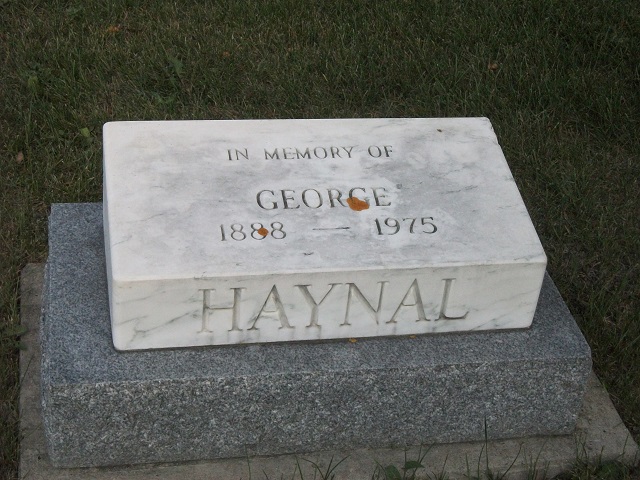 IN MEMORY OF
GEORGE
1888 — 1975
HAYNAL